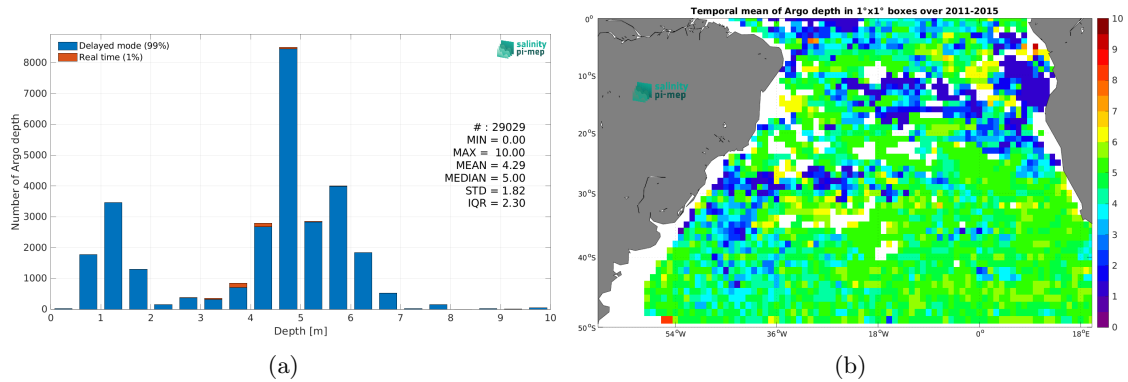 Delayed mode (99%)
Real time (1%)
salinity
pi-mep
# : 29029
MIN = 0.00
MAX = 10.00
MEAN = 4.29
MEDIAN = 5.00
STD = 1.82
IQR = 2.30
Number of Argo depth
8000
7000
6000
5000
4000
3000
2000
1000
0
0 1 2 3 4 5 6 7 8 9 10
Depth [m]
(a)
Temporal mean of Argo depth in 1°x1° boxes over 2011-2015
salinity
pi-mep
0°
10°S
20°S
30°S
40°S
50°S
54°W 36°W 18°W 0° 18°E
10
9
8
7
6
5
4
3
2
1
0
(b)